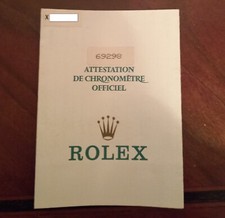 X
69298
ATTESTATION
DE CHRONOMÈTRE
OFFICIEL
ROLEX